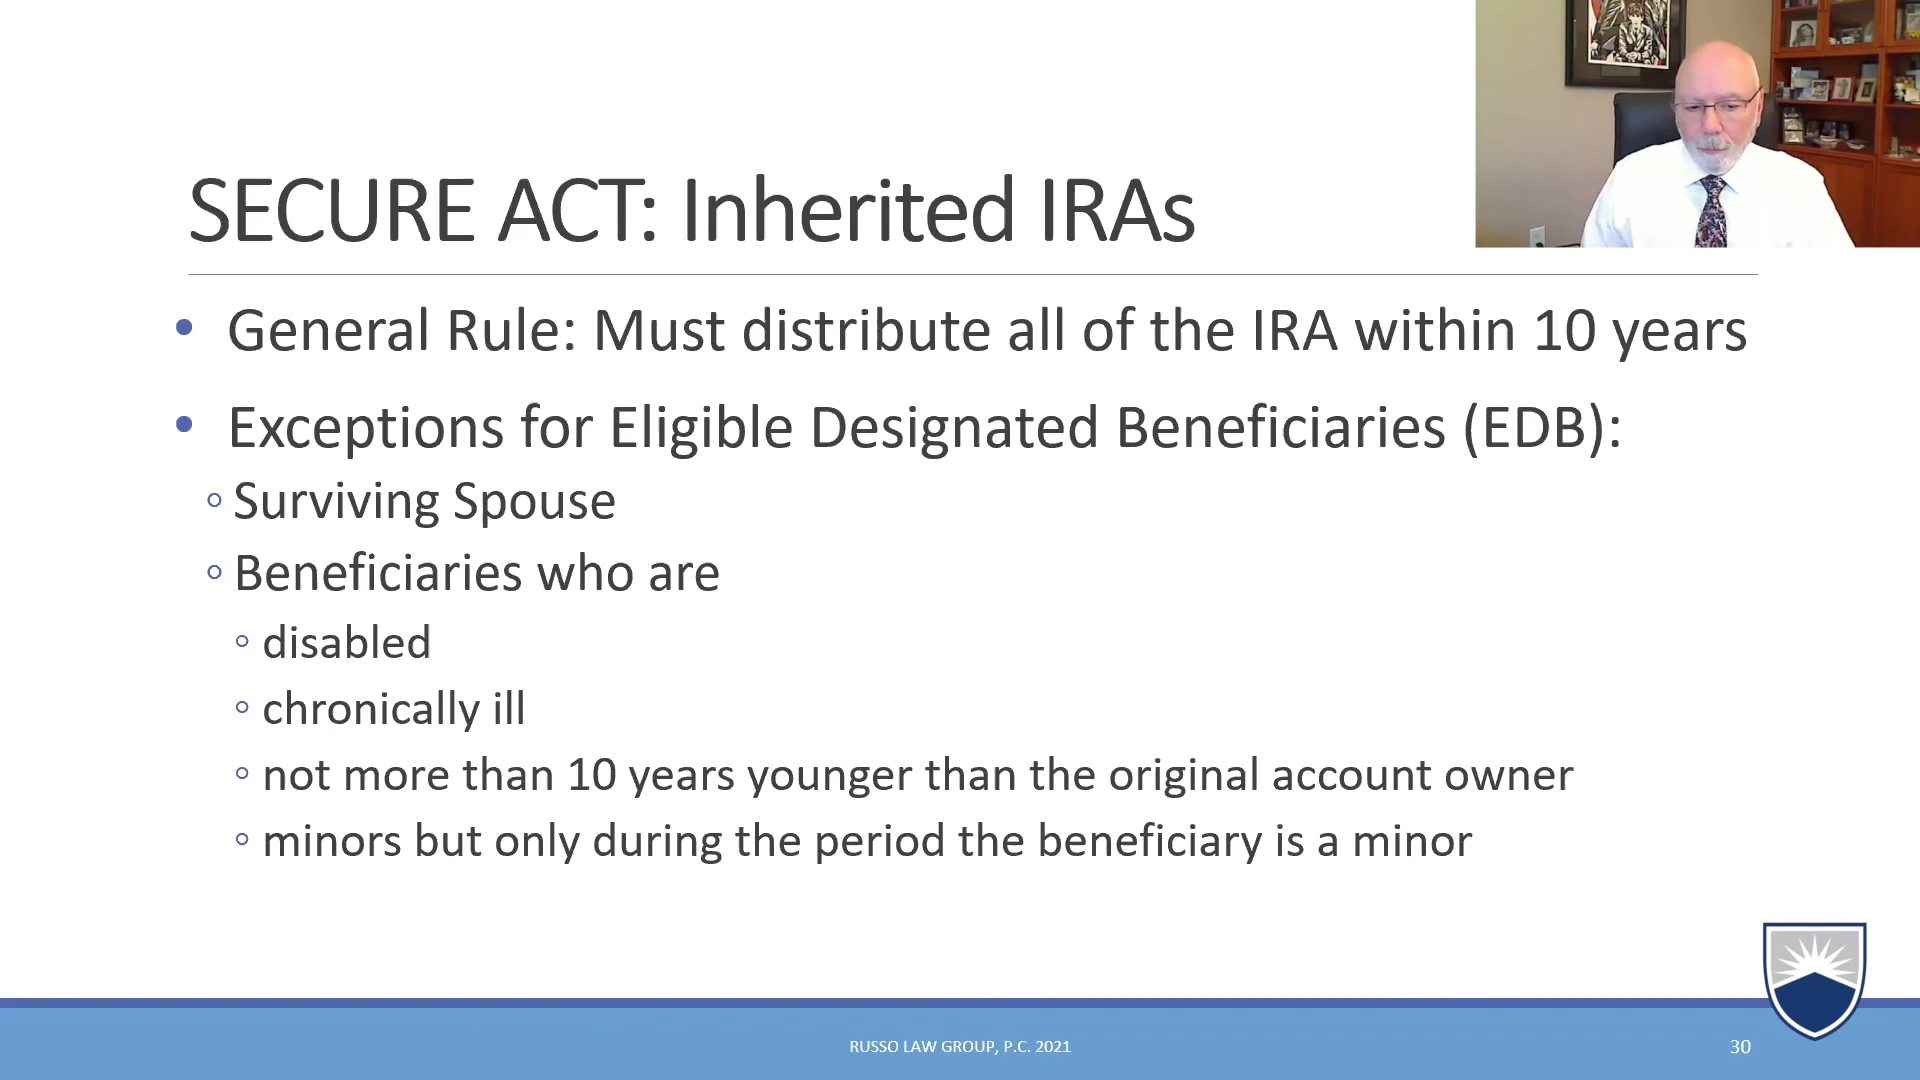 SECURE ACT: Inherited IRAs
• General Rule: Must distribute all of the IRA within 10 years
• Exceptions for Eligible Designated Beneficiaries (EDB):
◦ Surviving Spouse
◦ Beneficiaries who are
◦ disabled
◦ chronically ill
◦ not more than 10 years younger than the original account owner
◦ minors but only during the period the beneficiary is a minor
RUSSO LAW GROUP, P.C. 2021
30